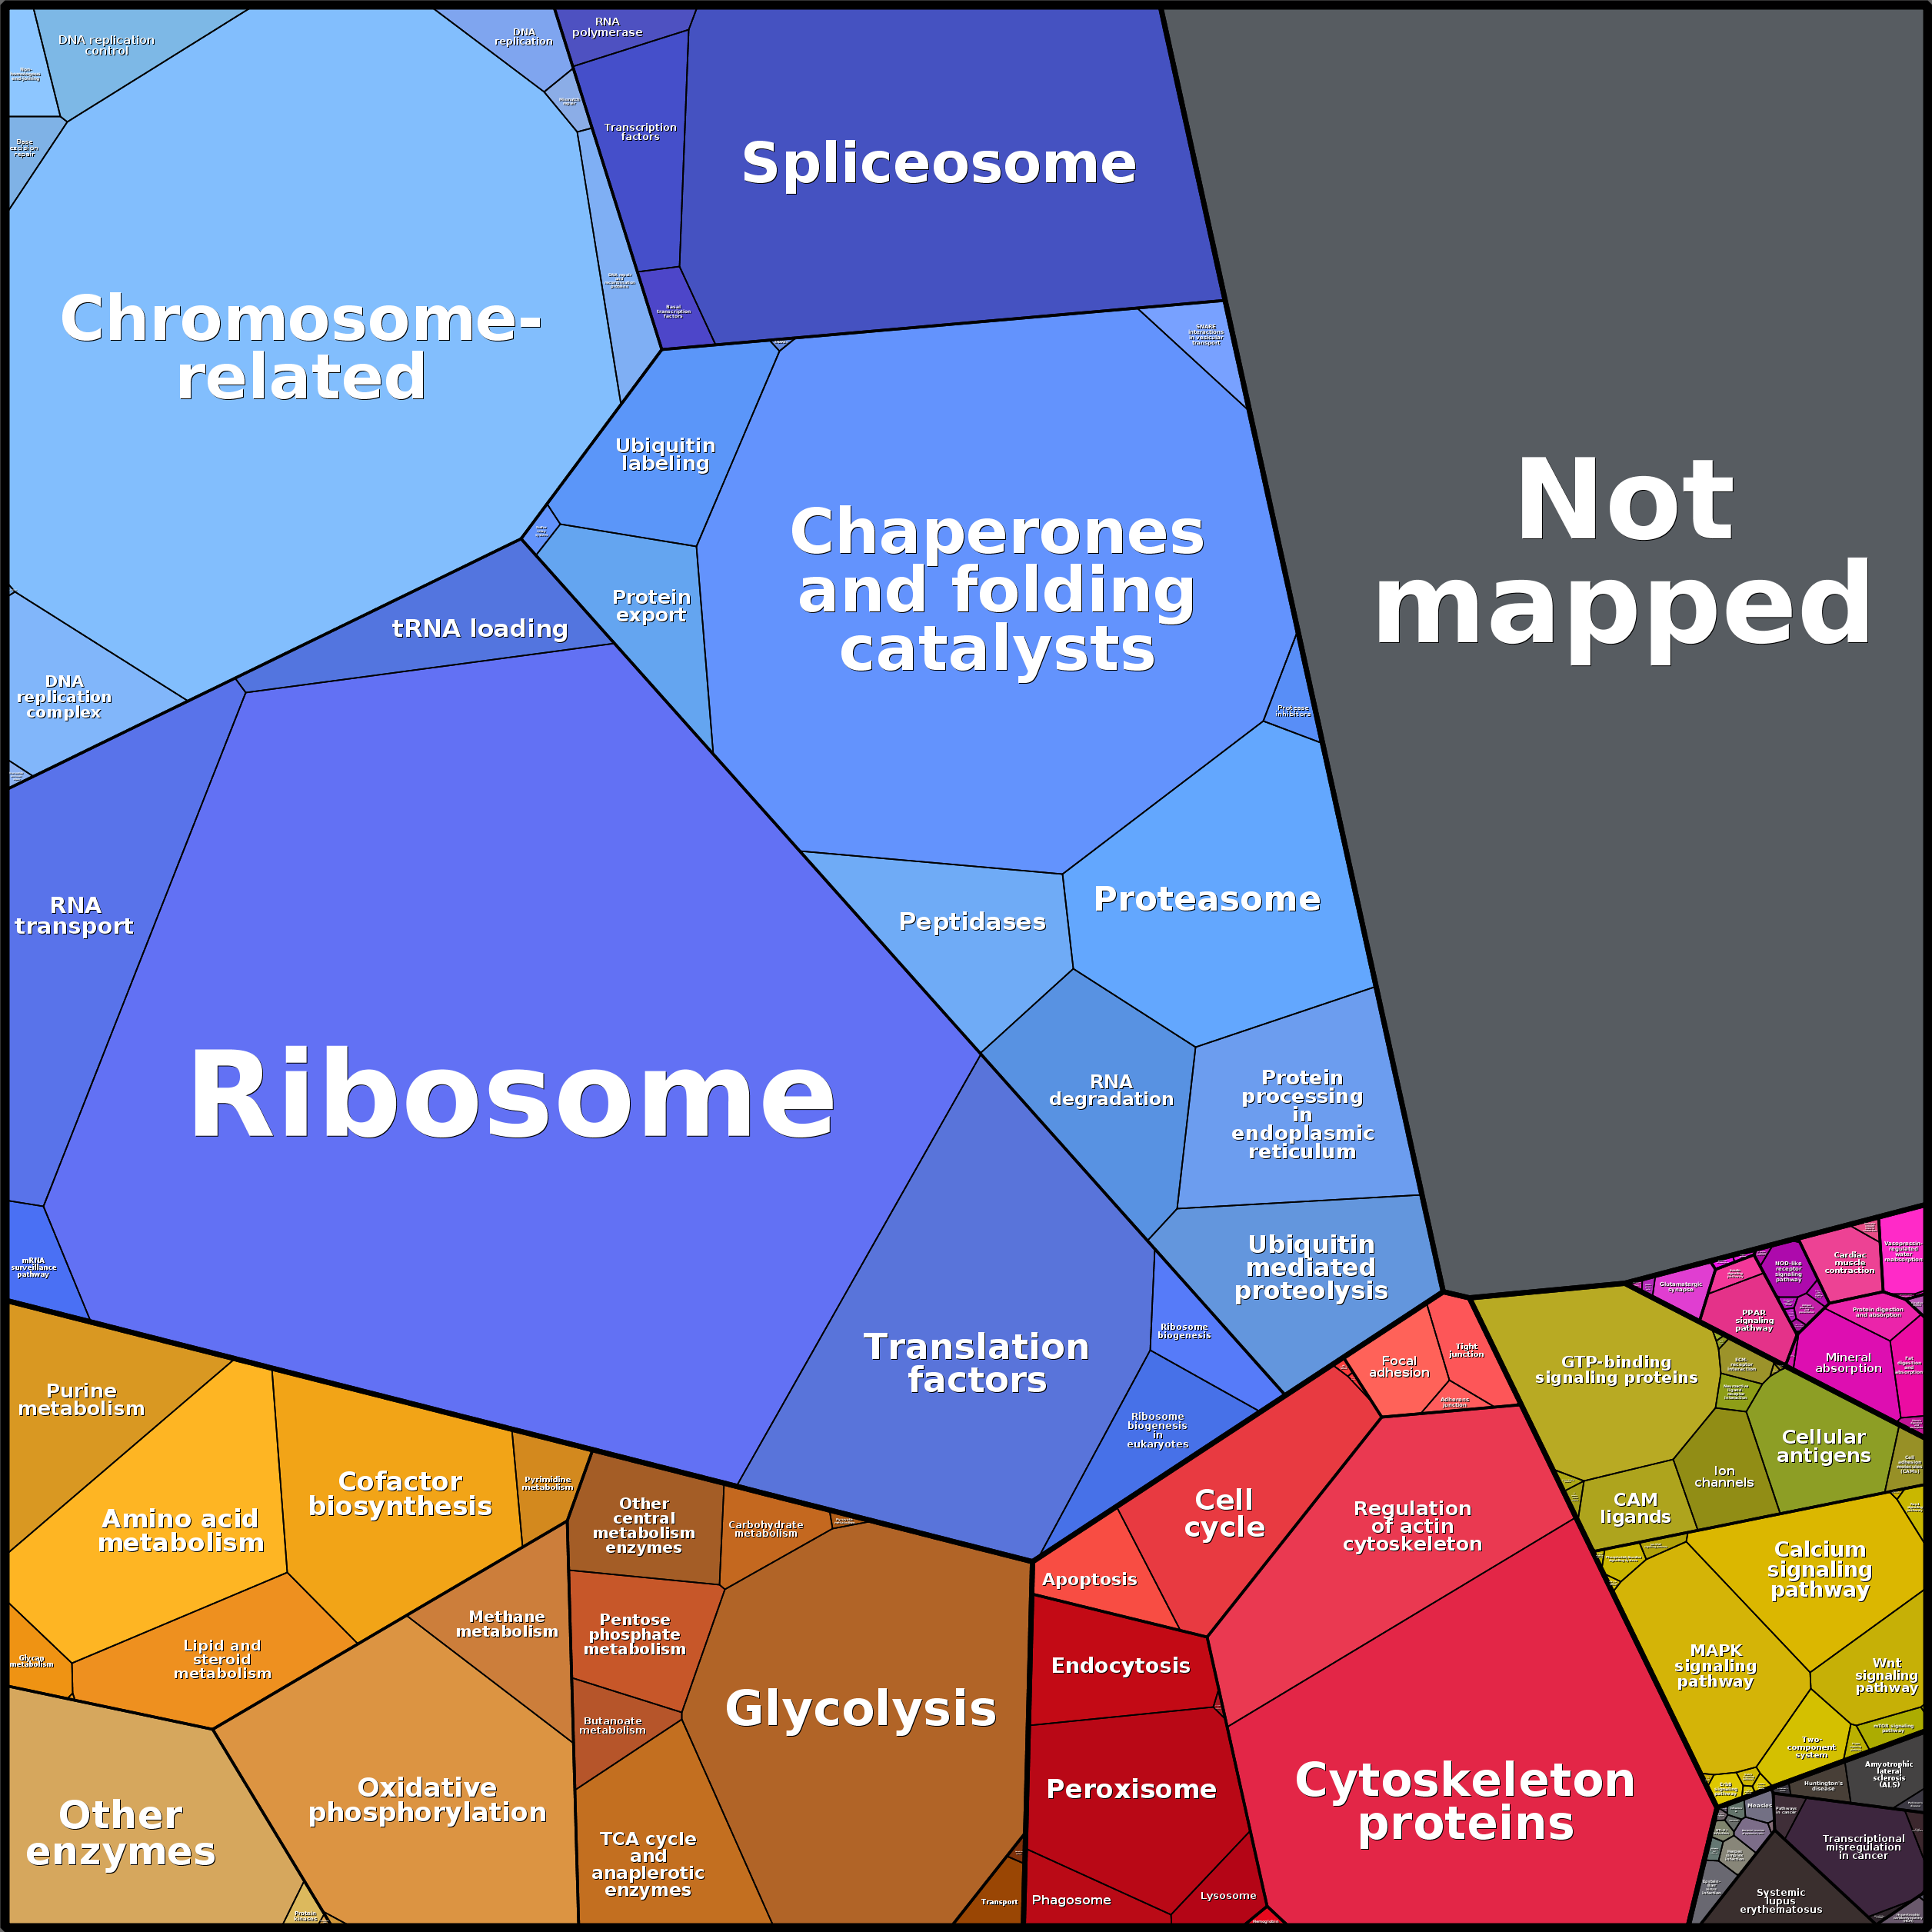 DNA replication
control
DNA
replication
RNA
polymerase
Base
excision
repair
Transcription
factors
Spliceosome
Basal
transcription
factors
SNARE
interactions
in vesicular
transport
Chromosome-
related
Ubiquitin
labeling
Not
mapped
Chaperones
and folding
catalysts
Protein
export
tRNA loading
DNA
replication
complex
Protease
inhibitors
Proteasome
Peptidases
RNA
transport
Ribosome
RNA
degradation
Protein
processing
in
endoplasmic
reticulum
Ubiquitin
mediated
proteolysis
mRNA
surveillance
pathway
Translation
factors
Ribosome
biogenesis
Ribosome
biogenesis
in
eukaryotes
Purine
metabolism
Amino acid
metabolism
Cofactor
biosynthesis
Pyrimidine
metabolism
Glycan
metabolism
Lipid and
steroid
metabolism
Methane
metabolism
Oxidative
phosphorylation
Other
enzymes
Protein
kinases
Other
central
metabolism
enzymes
Carbohydrate
metabolism
Pentose
phosphate
metabolism
Butanoate
metabolism
Glycolysis
TCA cycle
and
anaplerotic
enzymes
Transport
Focal
adhesion
Tight
junction
Adherens
junction
Cell
cycle
Apoptosis
Regulation
of actin
cytoskeleton
Endocytosis
Peroxisome
Phagosome
Lysosome
Cytoskeleton
proteins
Glutamatergic
synapse
PPAR
signaling
pathway
NOD-like
receptor
signaling
pathway
Cardiac
muscle
contraction
Vasopressin-
regulated
water
reabsorption
Protein digestion
and absorption
Mineral
absorption
Fat
digestion
and
absorption
GTP-binding
signaling proteins
ECM-
receptor
interaction
Cellular
antigens
Ion
channels
CAM
ligands
Cell
adhesion
molecules
(CAMs)
Calcium
signaling
pathway
MAPK
signaling
pathway
Wnt
signaling
pathway
mTOR signaling
pathway
Two-
component
system
Huntington's
disease
Amyotrophic
lateral
sclerosis
(ALS)
Measles
Pathways
in cancer
Transcriptional
misregulation
in cancer
Systemic
lupus
erythematosus